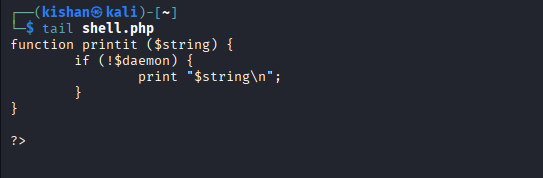 ┌──(kishan㉿kali)-[~]
└─$ tail shell.php
function printit ($string) {
        if (!$daemon) {
                print "$string\n";
        }
}

?>